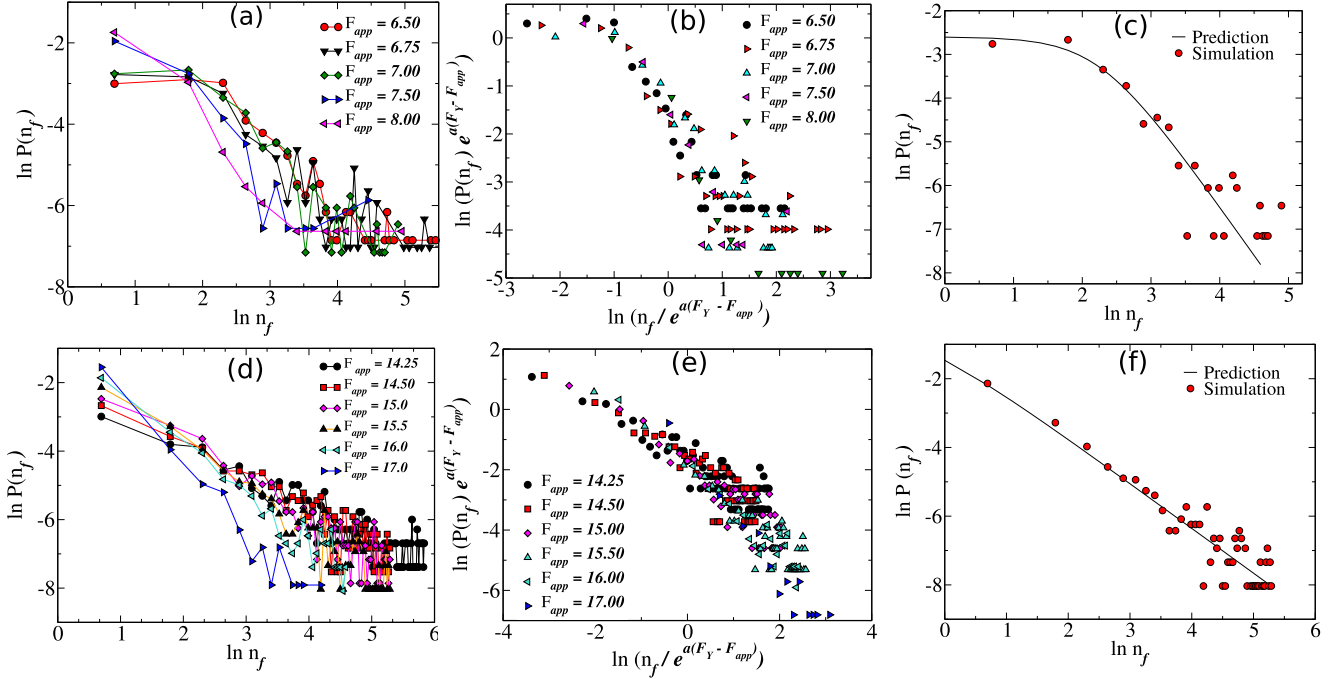 (a)
F_app = 6.50
F_app = 6.75
F_app = 7.00
F_app = 7.50
F_app = 8.00
ln P(n_f)
-2
-4
-6
-8
0 1 2 3 4 5
ln n_f
(b)
F_app = 6.50
F_app = 6.75
F_app = 7.00
F_app = 7.50
F_app = 8.00
ln (P(n_f) e^a(F_Y - F_app))
0
-1
-2
-3
-4
-5
-3 -2 -1 0 1 2 3
ln (n_f / e^a(F_Y - F_app))
(c)
Prediction
Simulation
ln P(n_f)
-2
-3
-4
-5
-6
-7
-8
0 1 2 3 4 5
ln n_f
(d)
F_app = 14.25
F_app = 14.50
F_app = 15.0
F_app = 15.5
F_app = 16.0
F_app = 17.0
ln P(n_f)
-2
-4
-6
-8
0 1 2 3 4 5 6
ln n_f
(e)
F_app = 14.25
F_app = 14.50
F_app = 15.00
F_app = 15.50
F_app = 16.00
F_app = 17.00
ln (P(n_f) e^a(F_Y - F_app))
2
0
-2
-4
-6
-4 -2 0 2 4
ln (n_f / e^a(F_Y - F_app))
(f)
Prediction
Simulation
ln P (n_f)
-2
-4
-6
-8
0 1 2 3 4 5 6
ln n_f